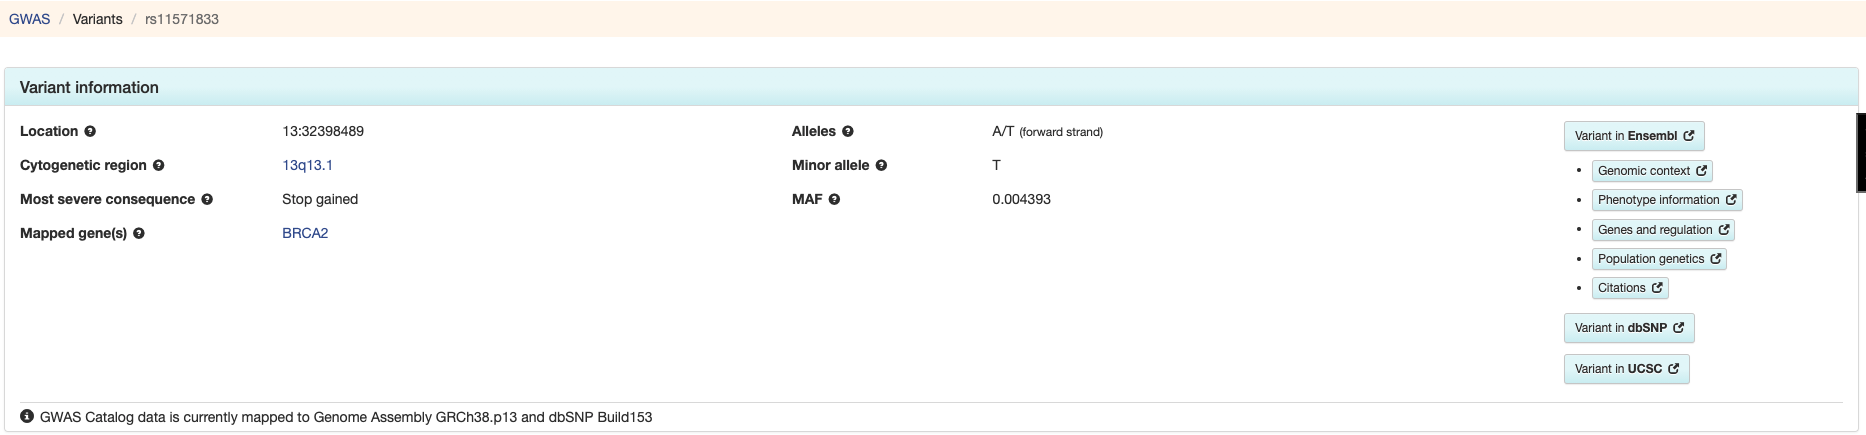 GWAS / Variants / rs11571833
Variant information
Location 13:32398489
Cytogenetic region 13q13.1
Most severe consequence Stop gained
Mapped gene(s) BRCA2
Alleles A/T (forward strand)
Minor allele T
MAF 0.004393
Variant in Ensembl
Genomic context
Phenotype information
Genes and regulation
Population genetics
Citations
Variant in dbSNP
Variant in UCSC
GWAS Catalog data is currently mapped to Genome Assembly GRCh38.p13 and dbSNP Build153